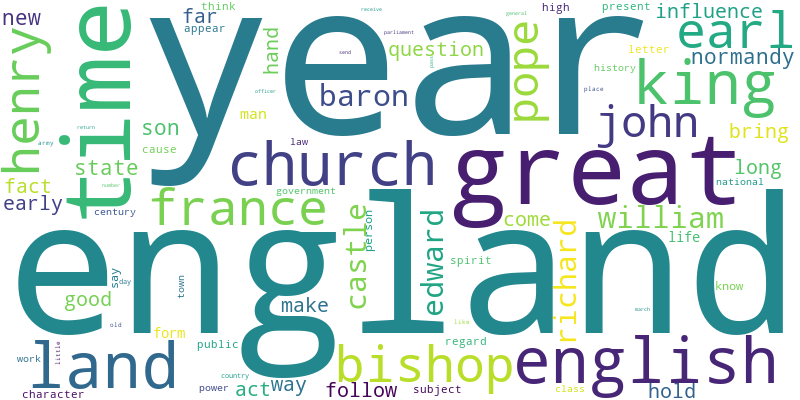 new
far
think
year
high
present
influence
appear
receive
general
parliament
letter
earl
henry
time
hand
question
pope
normandy
send
period
history
king
baron
officer
place
man
john
bring
army
return
son
cause
law
church
great
long
national
state
number
fact
government
early
century
france
castle
person
come
william
edward
richard
life
england
say
day
town
spirit
good
make
know
old
form
like
march
public
regard
little
work
land
country
bishop
english
way
act
power
follow
subject
class
hold
character